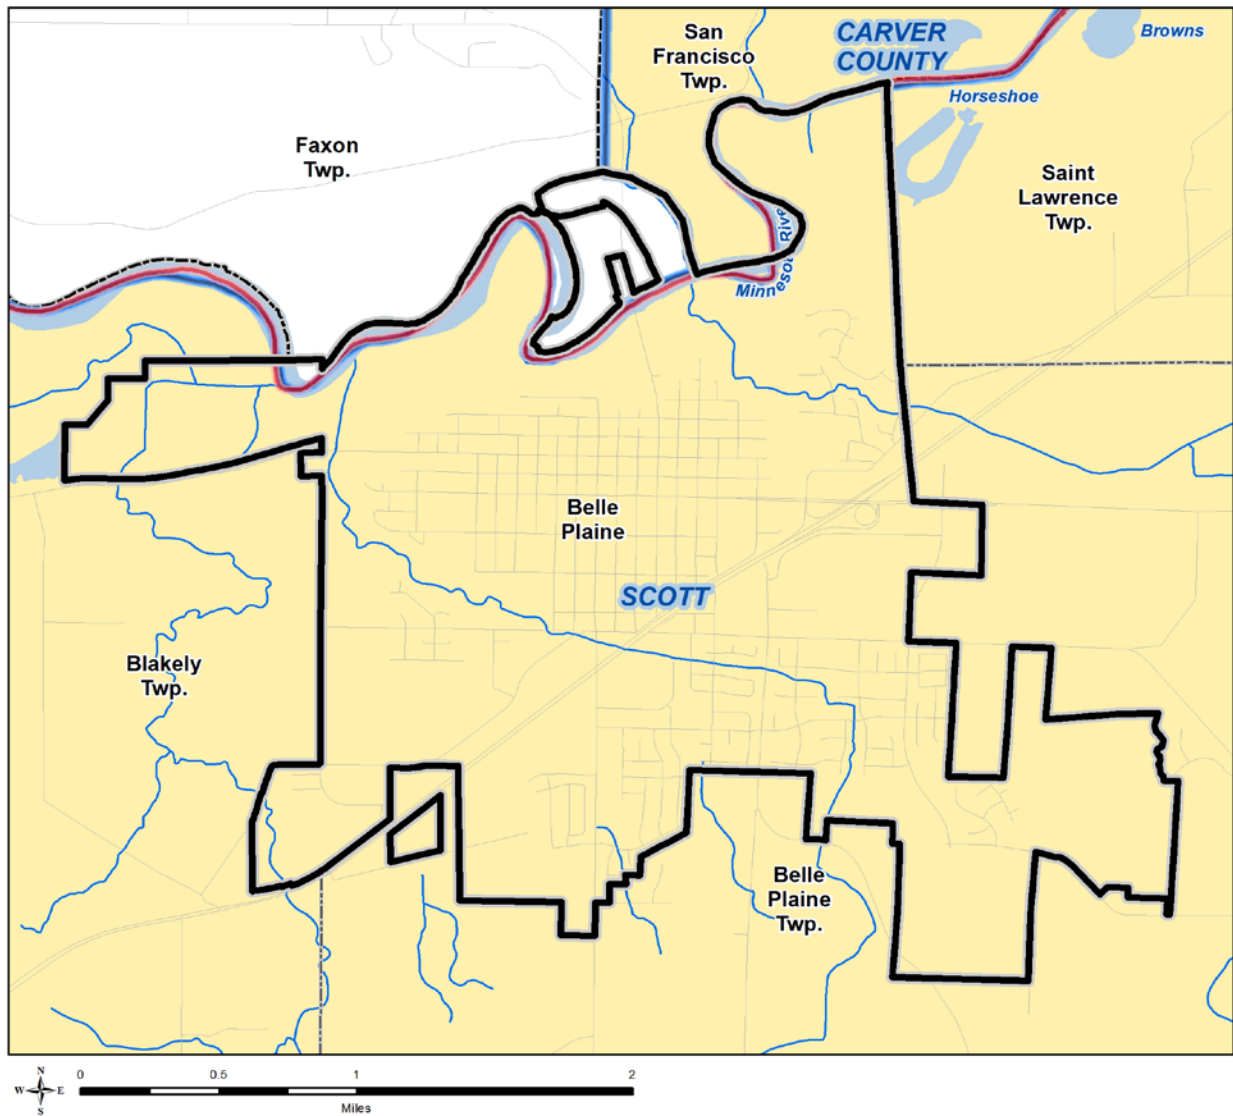 San
Francisco
Twp.
CARVER
COUNTY
Browns
Horseshoe
Faxon
Twp.
Saint
Lawrence
Twp.
Minnesota River
Belle
Plaine
SCOTT
Blakely
Twp.
Belle
Plaine
Twp.
N
W E
S
0 0.5 1 2
Miles